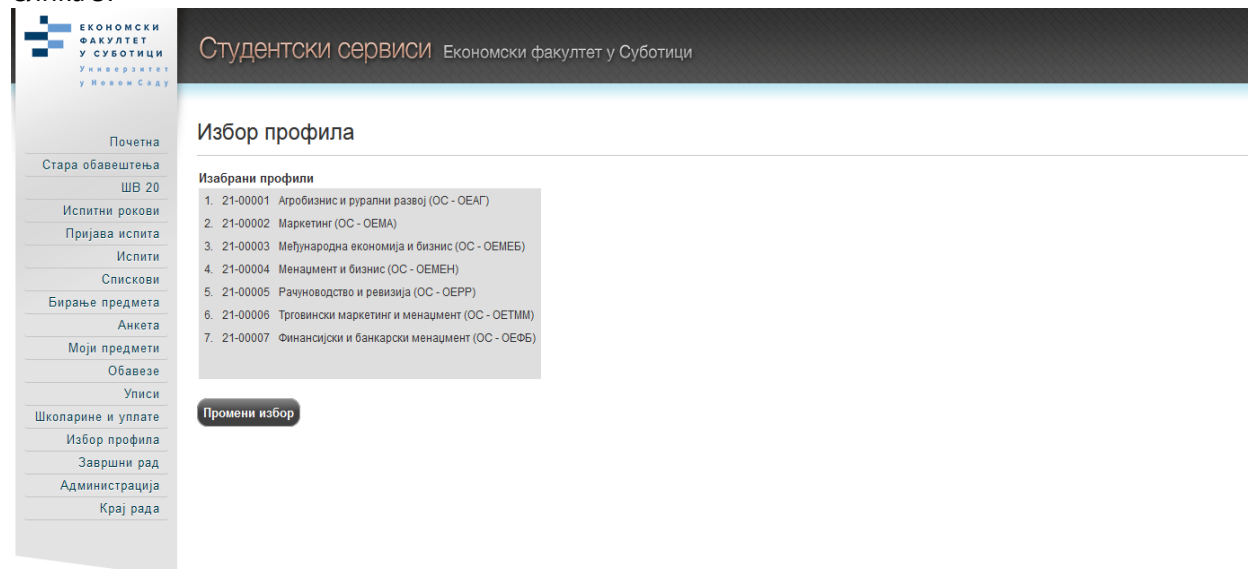 ЕКОНОМСКИ
ФАКУЛТЕТ
У СУБОТИЦИ
Универзитет
у Новом Саду
Студентски сервиси Економски факултет у Суботици
Почетна
Стара обавештења
ШВ 20
Испитни рокови
Пријава испита
Испити
Спискови
Бирање предмета
Анкета
Моји предмети
Обавезе
Уписи
Школарине и уплате
Избор профила
Завршни рад
Администрација
Крај рада
Избор профила
Изабрани профили
1. 21-00001 Агробизнис и рурални развој (ОС - ОЕАГ)
2. 21-00002 Маркетинг (ОС - ОЕМА)
3. 21-00003 Међународна економија и бизнис (ОС - ОЕМЕБ)
4. 21-00004 Менаџмент и бизнис (ОС - ОЕМЕН)
5. 21-00005 Рачуноводство и ревизија (ОС - ОЕРР)
6. 21-00006 Трговински маркетинг и менаџмент (ОС - ОЕТММ)
7. 21-00007 Финансијски и банкарски менаџмент (ОС - ОЕФБ)
Промени избор